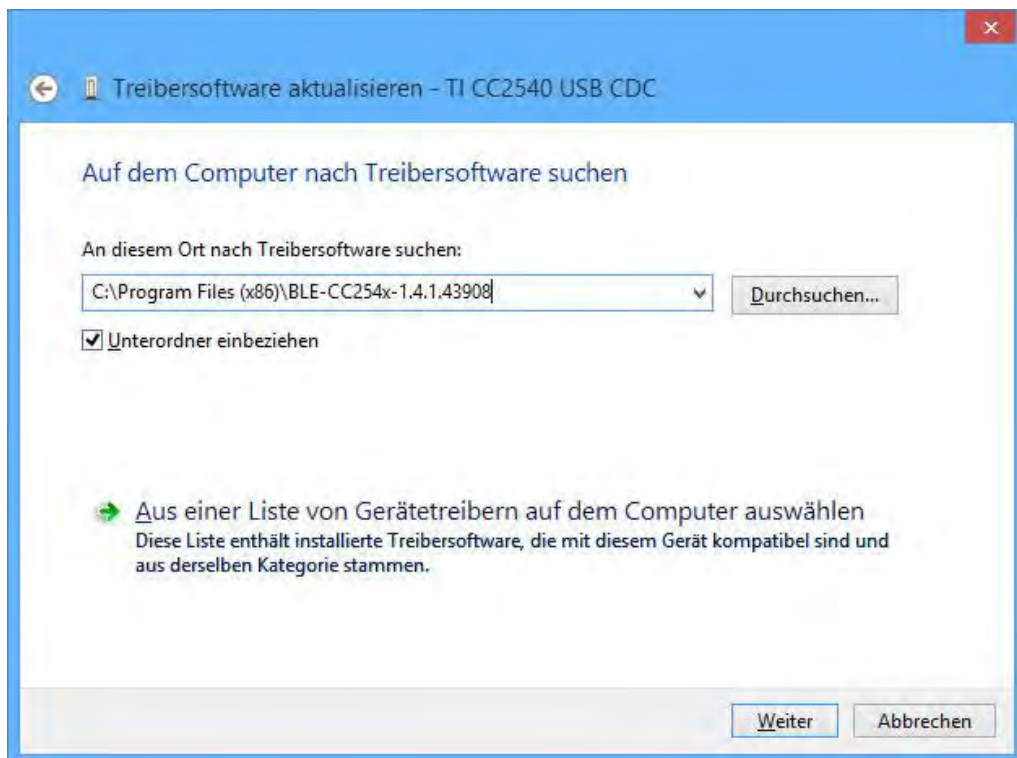 Treibersoftware aktualisieren - TI CC2540 USB CDC
Auf dem Computer nach Treibersoftware suchen
An diesem Ort nach Treibersoftware suchen:
C:\Program Files (x86)\BLE-CC254x-1.4.1.43908
Durchsuchen...
Unterordner einbeziehen
Aus einer Liste von Gerätetreibern auf dem Computer auswählen
Diese Liste enthält installierte Treibersoftware, die mit diesem Gerät kompatibel sind und
aus derselben Kategorie stammen.
Weiter
Abbrechen